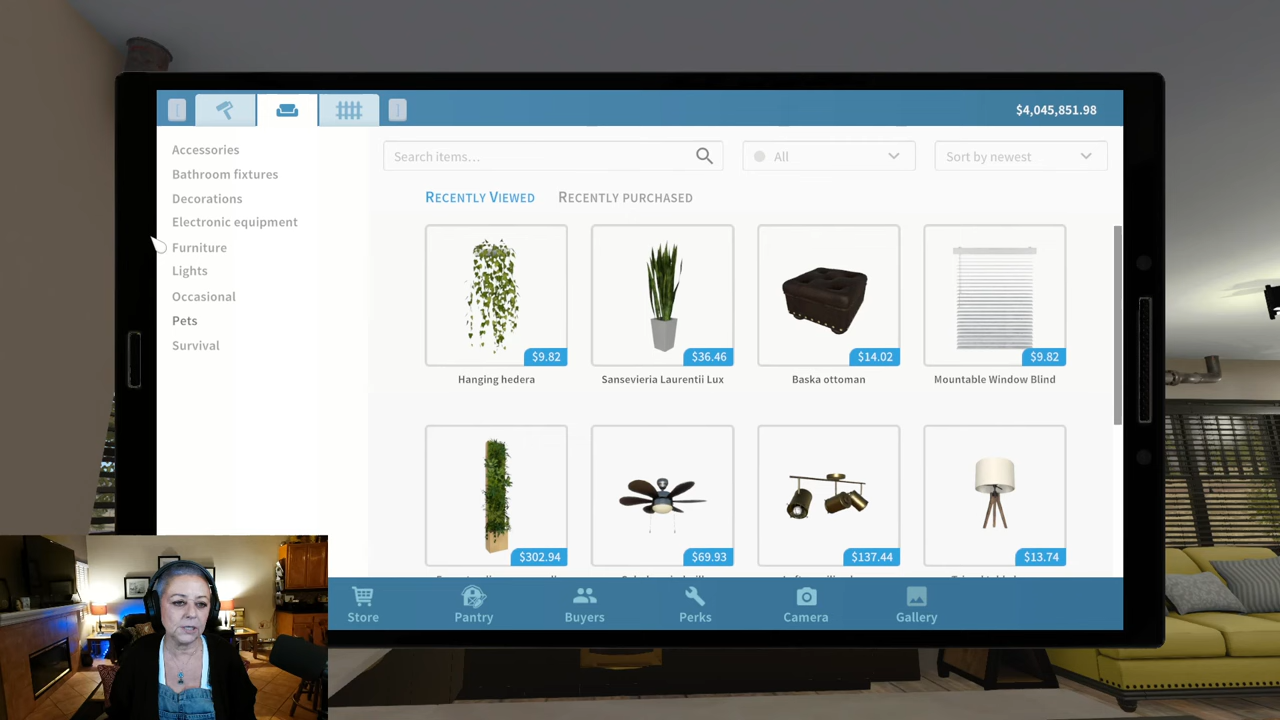 $4,045,851.98
Accessories
Bathroom fixtures
Decorations
Electronic equipment
Furniture
Lights
Occasional
Pets
Survival
Search items...
All
Sort by newest
Recently Viewed
Recently purchased
$9.82
Hanging hedera
$36.46
Sansevieria Laurentii Lux
$14.02
Baska ottoman
$9.82
Mountable Window Blind
$302.94
$69.93
$137.44
$13.74
Store
Pantry
Buyers
Perks
Camera
Gallery